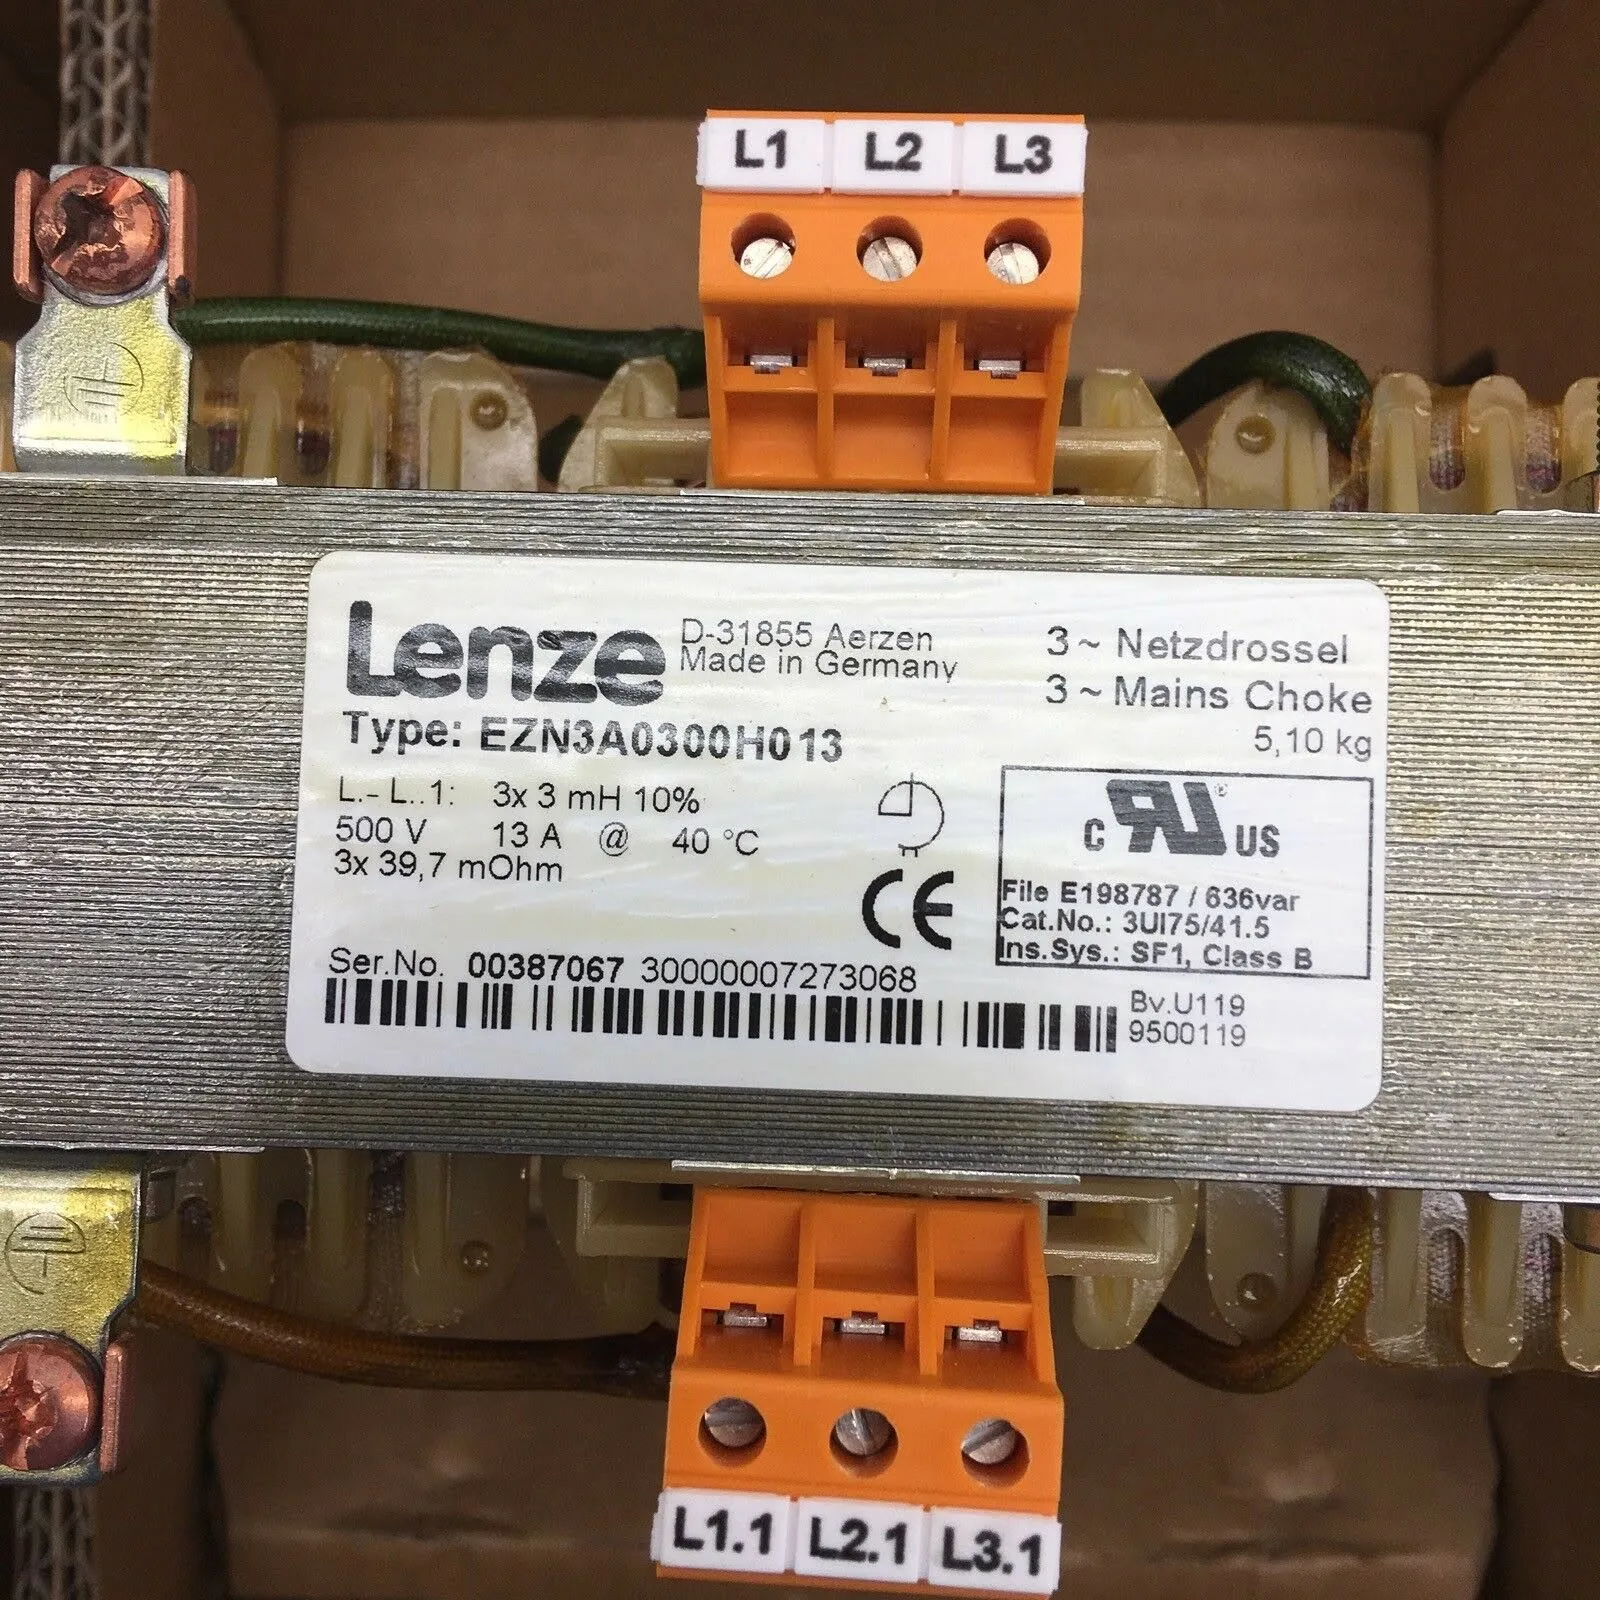 L1 L2 L3
Lenze
D-31855 Aerzen
Made in Germany
3 ~ Netzdrossel
3 ~ Mains Choke
5,10 kg
Type: EZN3A0300H013
L.- L..1: 3x 3 mH 10%
500 V 13 A @ 40 °C
3x 39,7 mOhm
CE
c RU ® US
File E198787 / 636var
Cat.No.: 3UI75/41.5
Ins.Sys.: SF1, Class B
Ser.No. 00387067 30000007273068
Bv.U119
9500119
L1.1 L2.1 L3.1